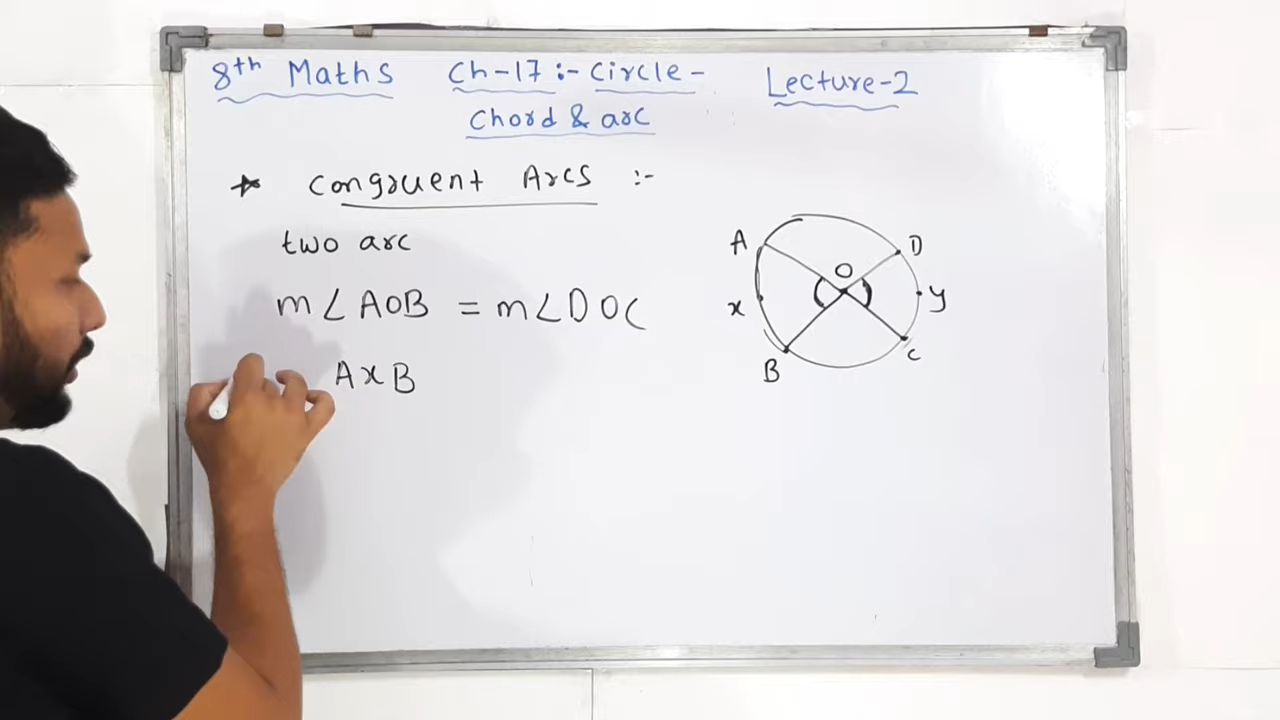 8th Maths Ch-17 :- Circle - Lecture-2
Chord & arc
* Congruent Arcs :-
two arc
m∠AOB = m∠DOC
AxB
A D
O
x y
B C